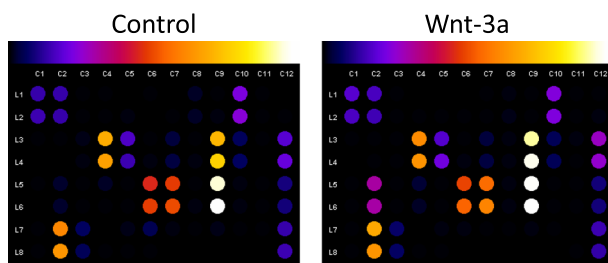 Control Wnt-3a
C1 C2 C3 C4 C5 C6 C7 C8 C9 C10 C11 C12 C1 C2 C3 C4 C5 C6 C7 C8 C9 C10 C11 C12
L1 L1
L2 L2
L3 L3
L4 L4
L5 L5
L6 L6
L7 L7
L8 L8